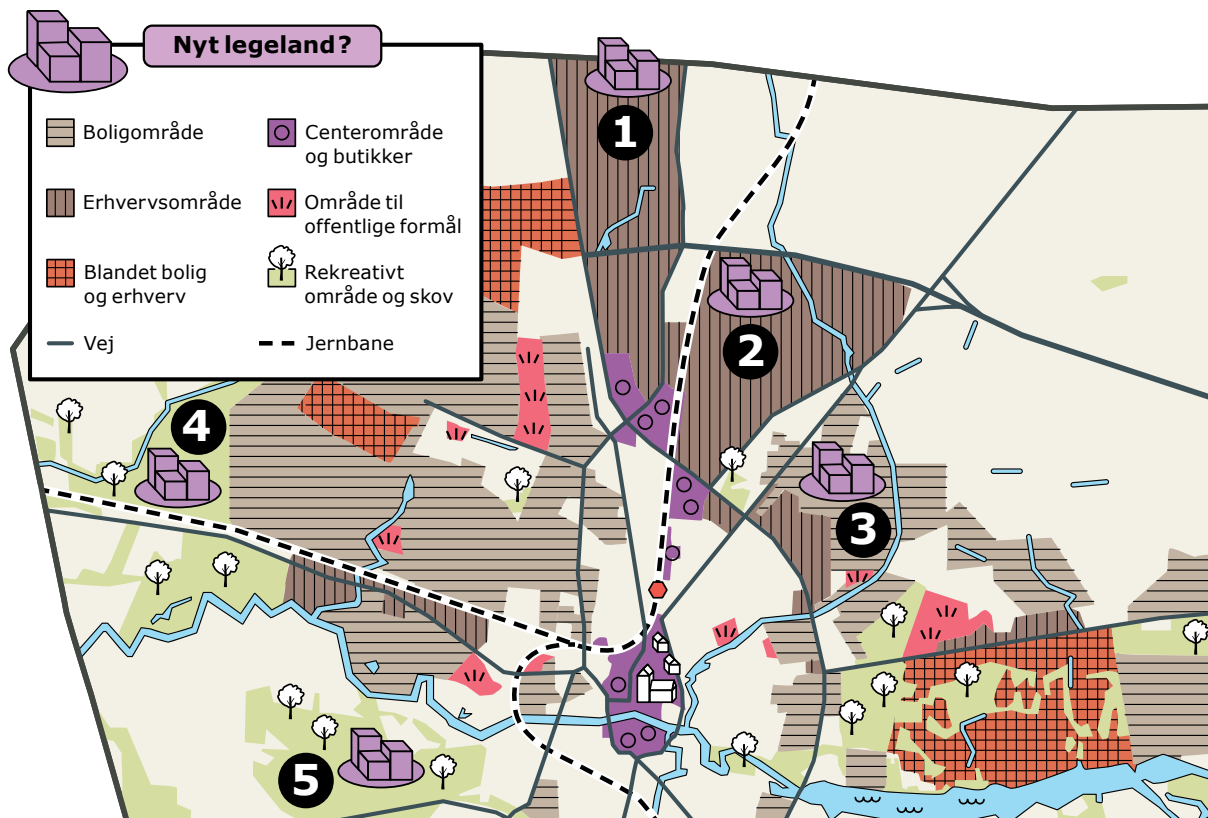 Nyt legeland?
Boligområde
Erhvervsområde
Blandet bolig
og erhverv
Vej
Centerområde
og butikker
Område til
offentlige formål
Rekreativt
område og skov
Jernbane
1
2
3
4
5